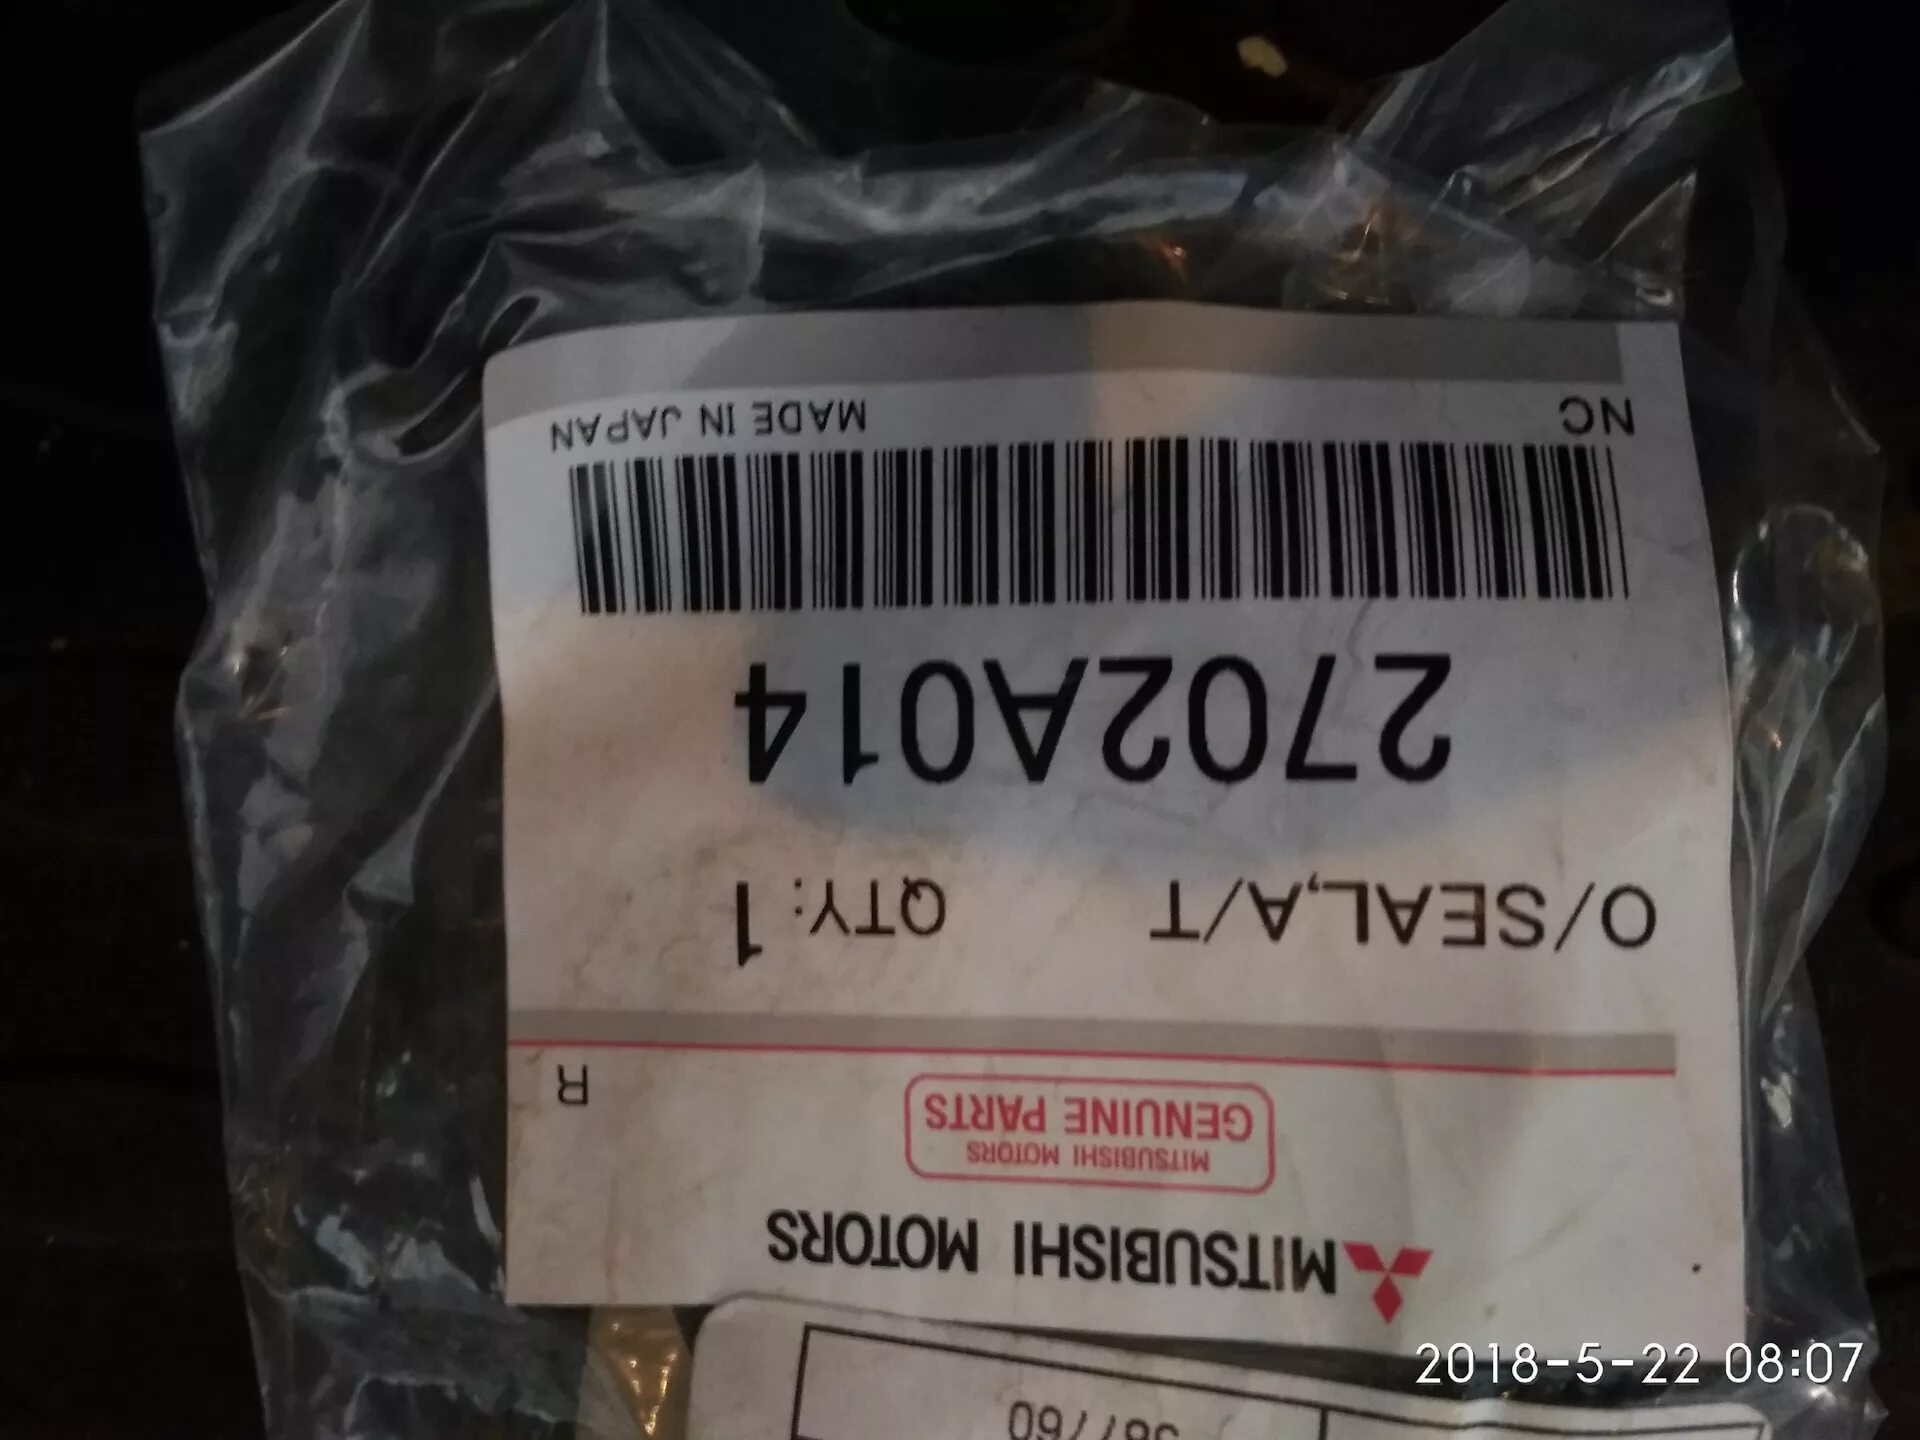 MITSUBISHI MOTORS
MITSUBISHI MOTORS
GENUINE PARTS
R
O/SEAL,A/T QTY: 1
2702A014
NC MADE IN JAPAN
2018-5-22 08:07